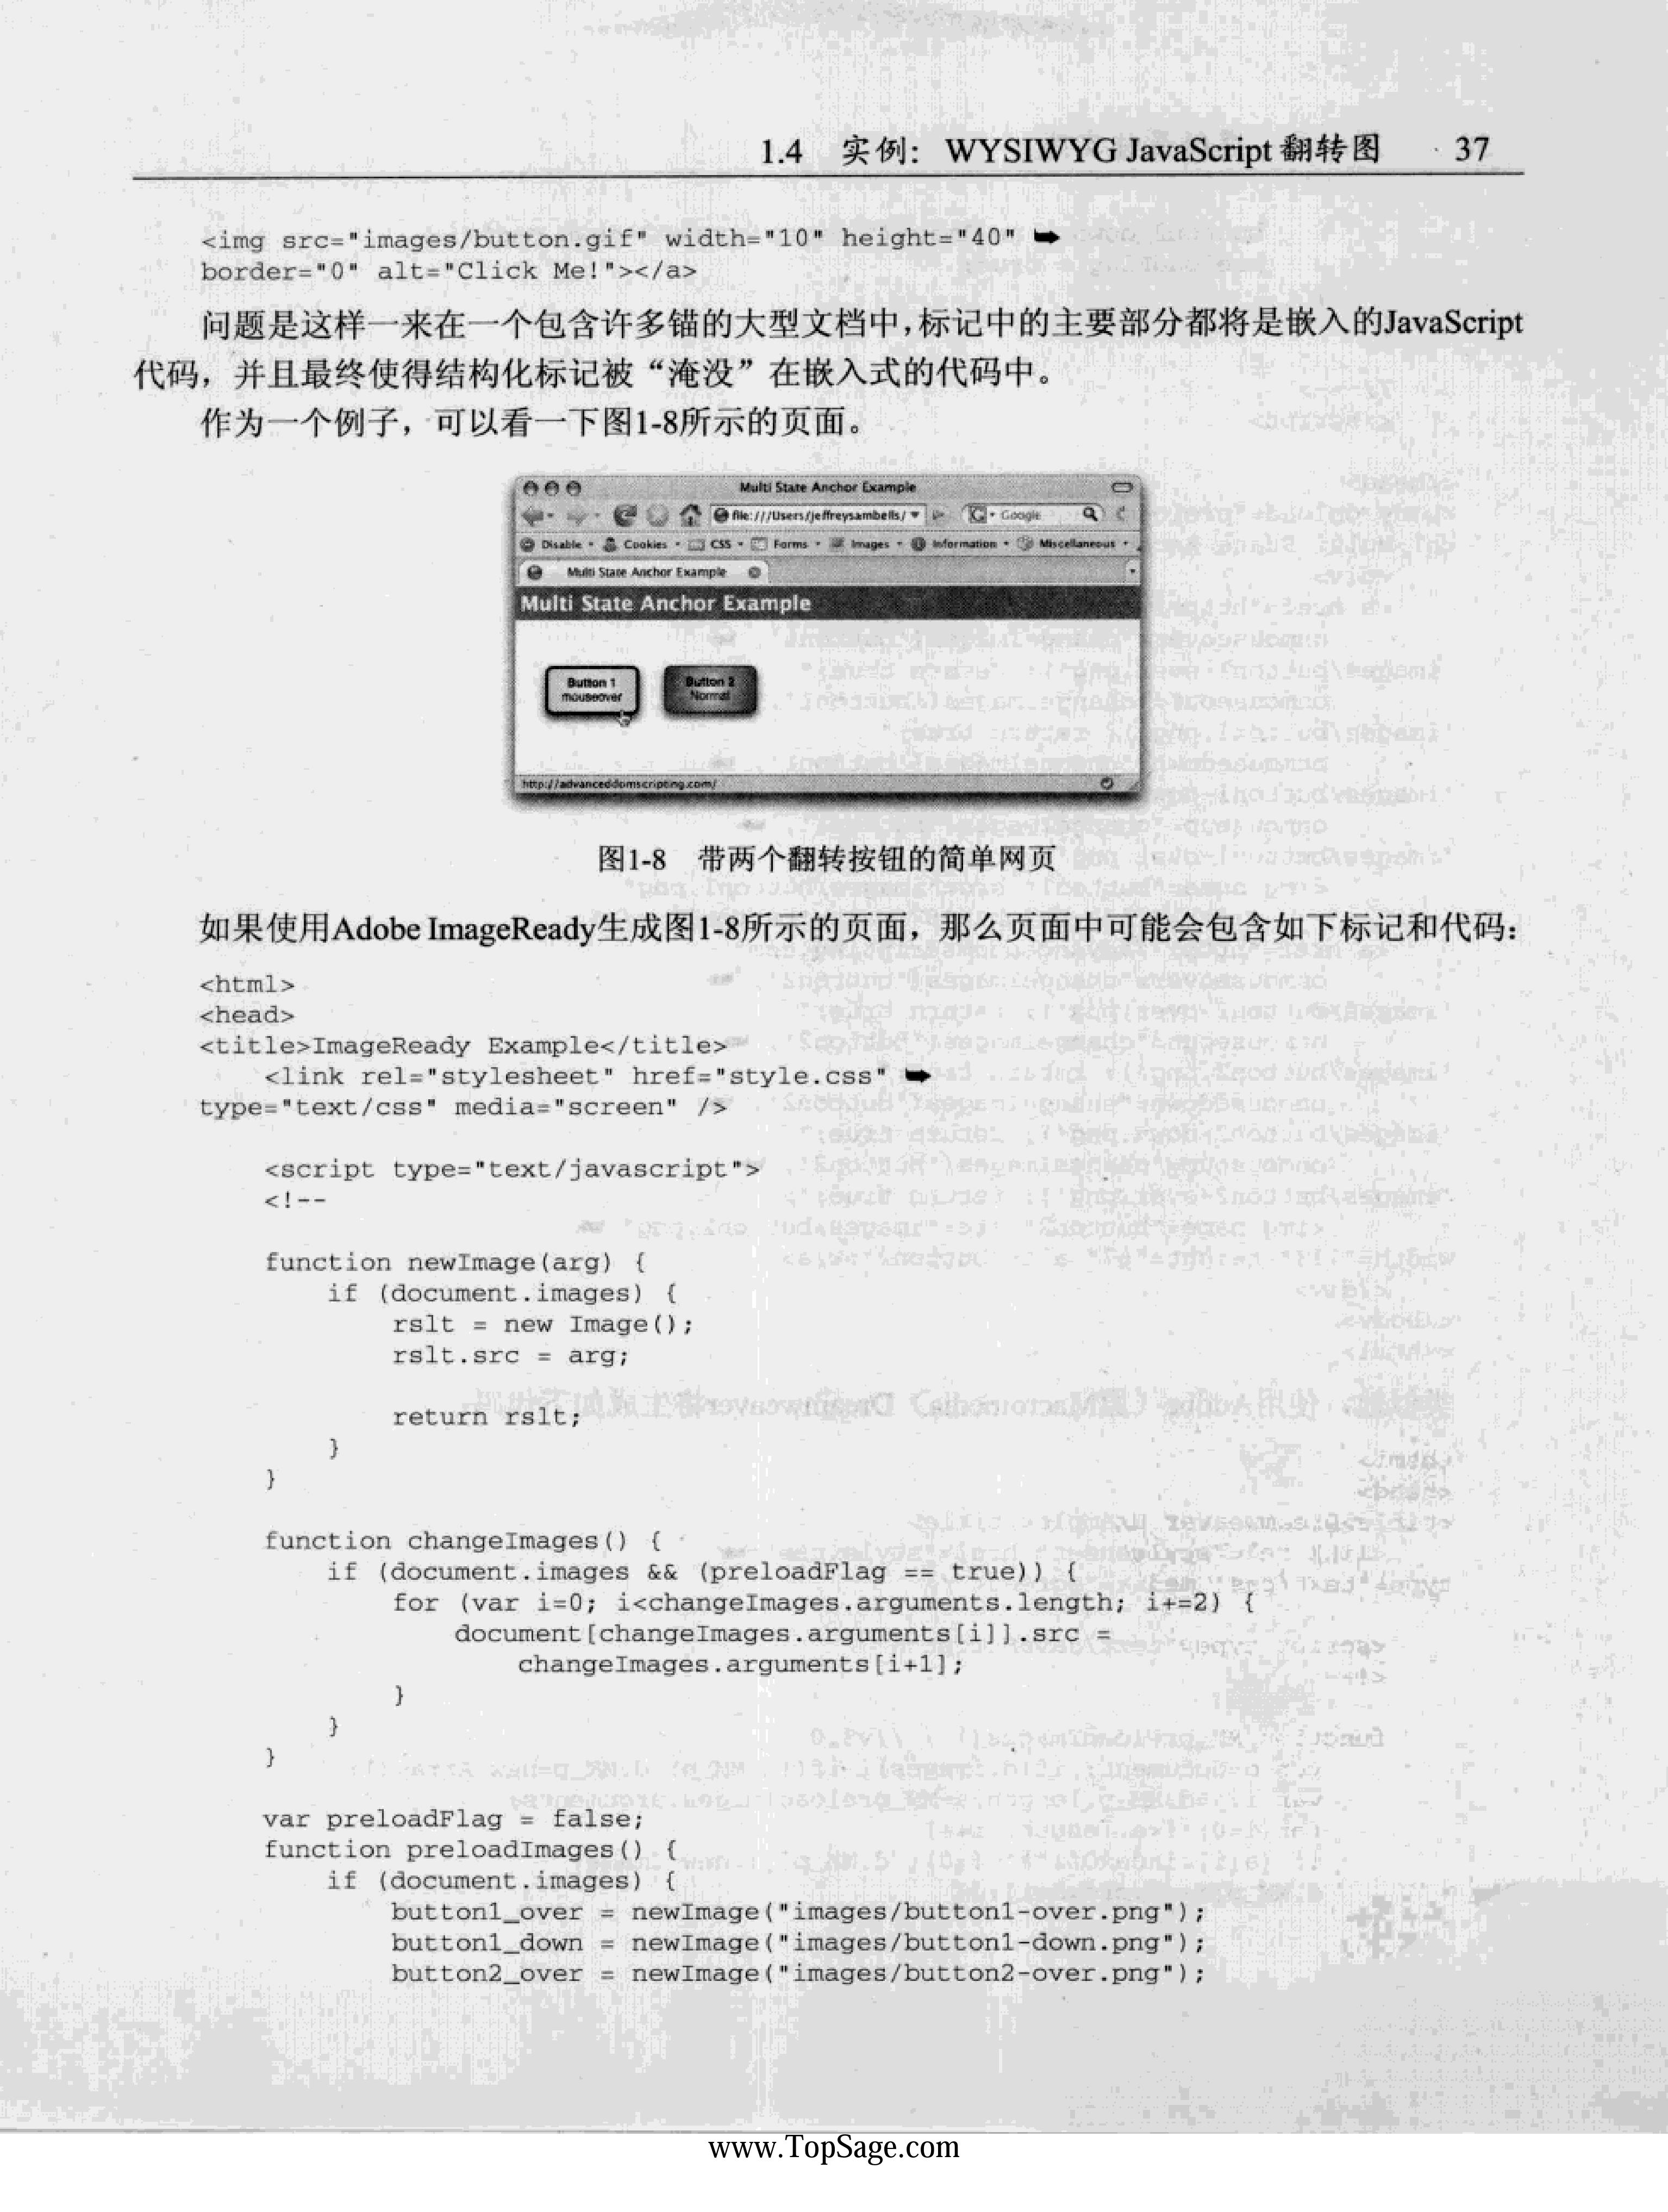 1.4 实例： WYSIWYG JavaScript 翻转图 37
<img src="images/button.gif" width="10" height="40" ➥
border="0" alt="Click Me!"></a>
问题是这样一来在一个包含许多锚的大型文档中，标记中的主要部分都将是嵌入的JavaScript
代码，并且最终使得结构化标记被“淹没”在嵌入式的代码中。
作为一个例子，可以看一下图1-8所示的页面。
Multi State Anchor Example
file:///Users/jeffreysambells/ Google
Disable Cookies CSS Forms Images Information Miscellaneous
Multi State Anchor Example
Multi State Anchor Example
Button 1 Button 2
mouseover Normal
http://advanceddomscripting.com/
图1-8 带两个翻转按钮的简单网页
如果使用Adobe ImageReady生成图1-8所示的页面，那么页面中可能会包含如下标记和代码：
<html>
<head>
<title>ImageReady Example</title>
    <link rel="stylesheet" href="style.css" ➥
type="text/css" media="screen" />
    <script type="text/javascript">
    <!--
    function newImage(arg) {
        if (document.images) {
            rslt = new Image();
            rslt.src = arg;
            return rslt;
        }
    }
    function changeImages() {
        if (document.images && (preloadFlag == true)) {
            for (var i=0; i<changeImages.arguments.length; i+=2) {
                document[changeImages.arguments[i]].src =
                    changeImages.arguments[i+1];
            }
        }
    }
    var preloadFlag = false;
    function preloadImages() {
        if (document.images) {
            button1_over = newImage("images/button1-over.png");
            button1_down = newImage("images/button1-down.png");
            button2_over = newImage("images/button2-over.png");
www.TopSage.com